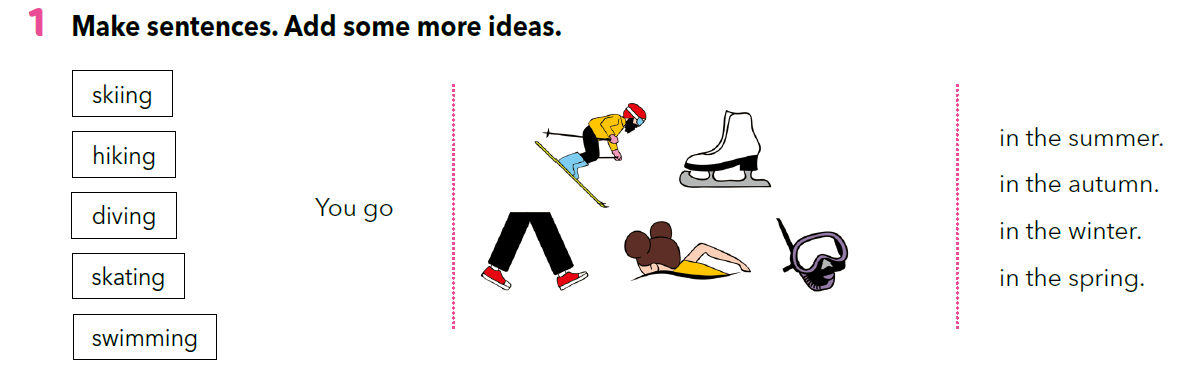 1 Make sentences. Add some more ideas.
skiing
hiking
diving
skating
swimming
You go
in the summer.
in the autumn.
in the winter.
in the spring.